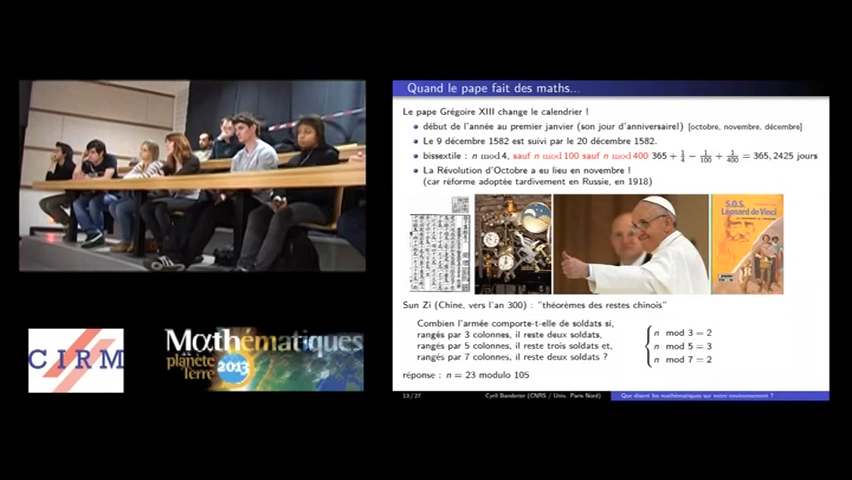 Quand le pape fait des maths...
Le pape Grégoire XIII change le calendrier !
début de l'année au premier janvier (son jour d'anniversaire!) [octobre, novembre, décembre]
Le 9 décembre 1582 est suivi par le 20 décembre 1582.
bissextile : n mod 4, sauf n mod 100 sauf n mod 400 365 + 1/4 − 1/100 + 1/400 = 365, 2425 jours
La Révolution d'Octobre a eu lieu en novembre !
(car réforme adoptée tardivement en Russie, en 1918)
S.O.S.
Léonard de Vinci
Sun Zi (Chine, vers l'an 300) : "théorèmes des restes chinois"
Combien l'armée comporte-t-elle de soldats si,
rangés par 3 colonnes, il reste deux soldats,
rangés par 5 colonnes, il reste trois soldats et,
rangés par 7 colonnes, il reste deux soldats ?
n mod 3 = 2
n mod 5 = 3
n mod 7 = 2
réponse : n = 23 modulo 105
13 / 27
Cyril Banderier (CNRS / Univ. Paris Nord)
Que disent les mathématiques sur notre environnement ?
CIRM
Mαthématiques
de la
planète
Terre
2013